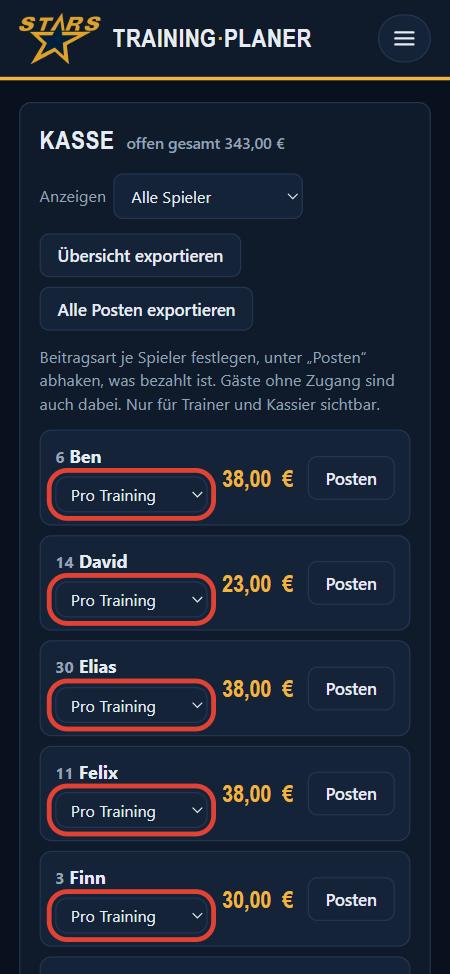 STARS
TRAINING·PLANER
KASSE offen gesamt 343,00 €
Anzeigen Alle Spieler
Übersicht exportieren
Alle Posten exportieren
Beitragsart je Spieler festlegen, unter „Posten“
abhaken, was bezahlt ist. Gäste ohne Zugang sind
auch dabei. Nur für Trainer und Kassier sichtbar.
6 Ben
Pro Training 38,00 € Posten
14 David
Pro Training 23,00 € Posten
30 Elias
Pro Training 38,00 € Posten
11 Felix
Pro Training 38,00 € Posten
3 Finn
Pro Training 30,00 € Posten